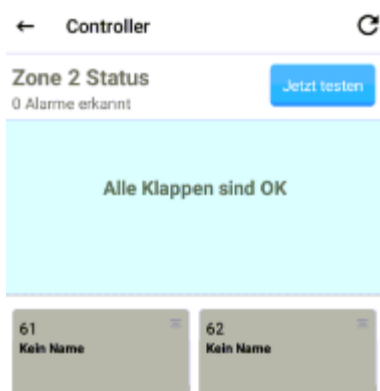 Controller
Zone 2 Status
Jetzt testen
0 Alarme erkannt
Alle Klappen sind OK
61
Kein Name
62
Kein Name